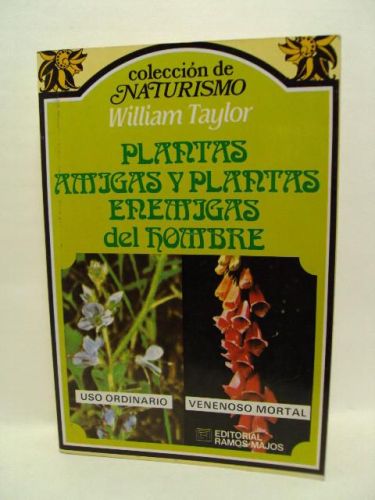 colección de
NATURISMO
William Taylor
PLANTAS
AMIGAS Y PLANTAS
ENEMIGAS
del HOMBRE
USO ORDINARIO
VENENOSO MORTAL
EDITORIAL
RAMOS-MAJOS